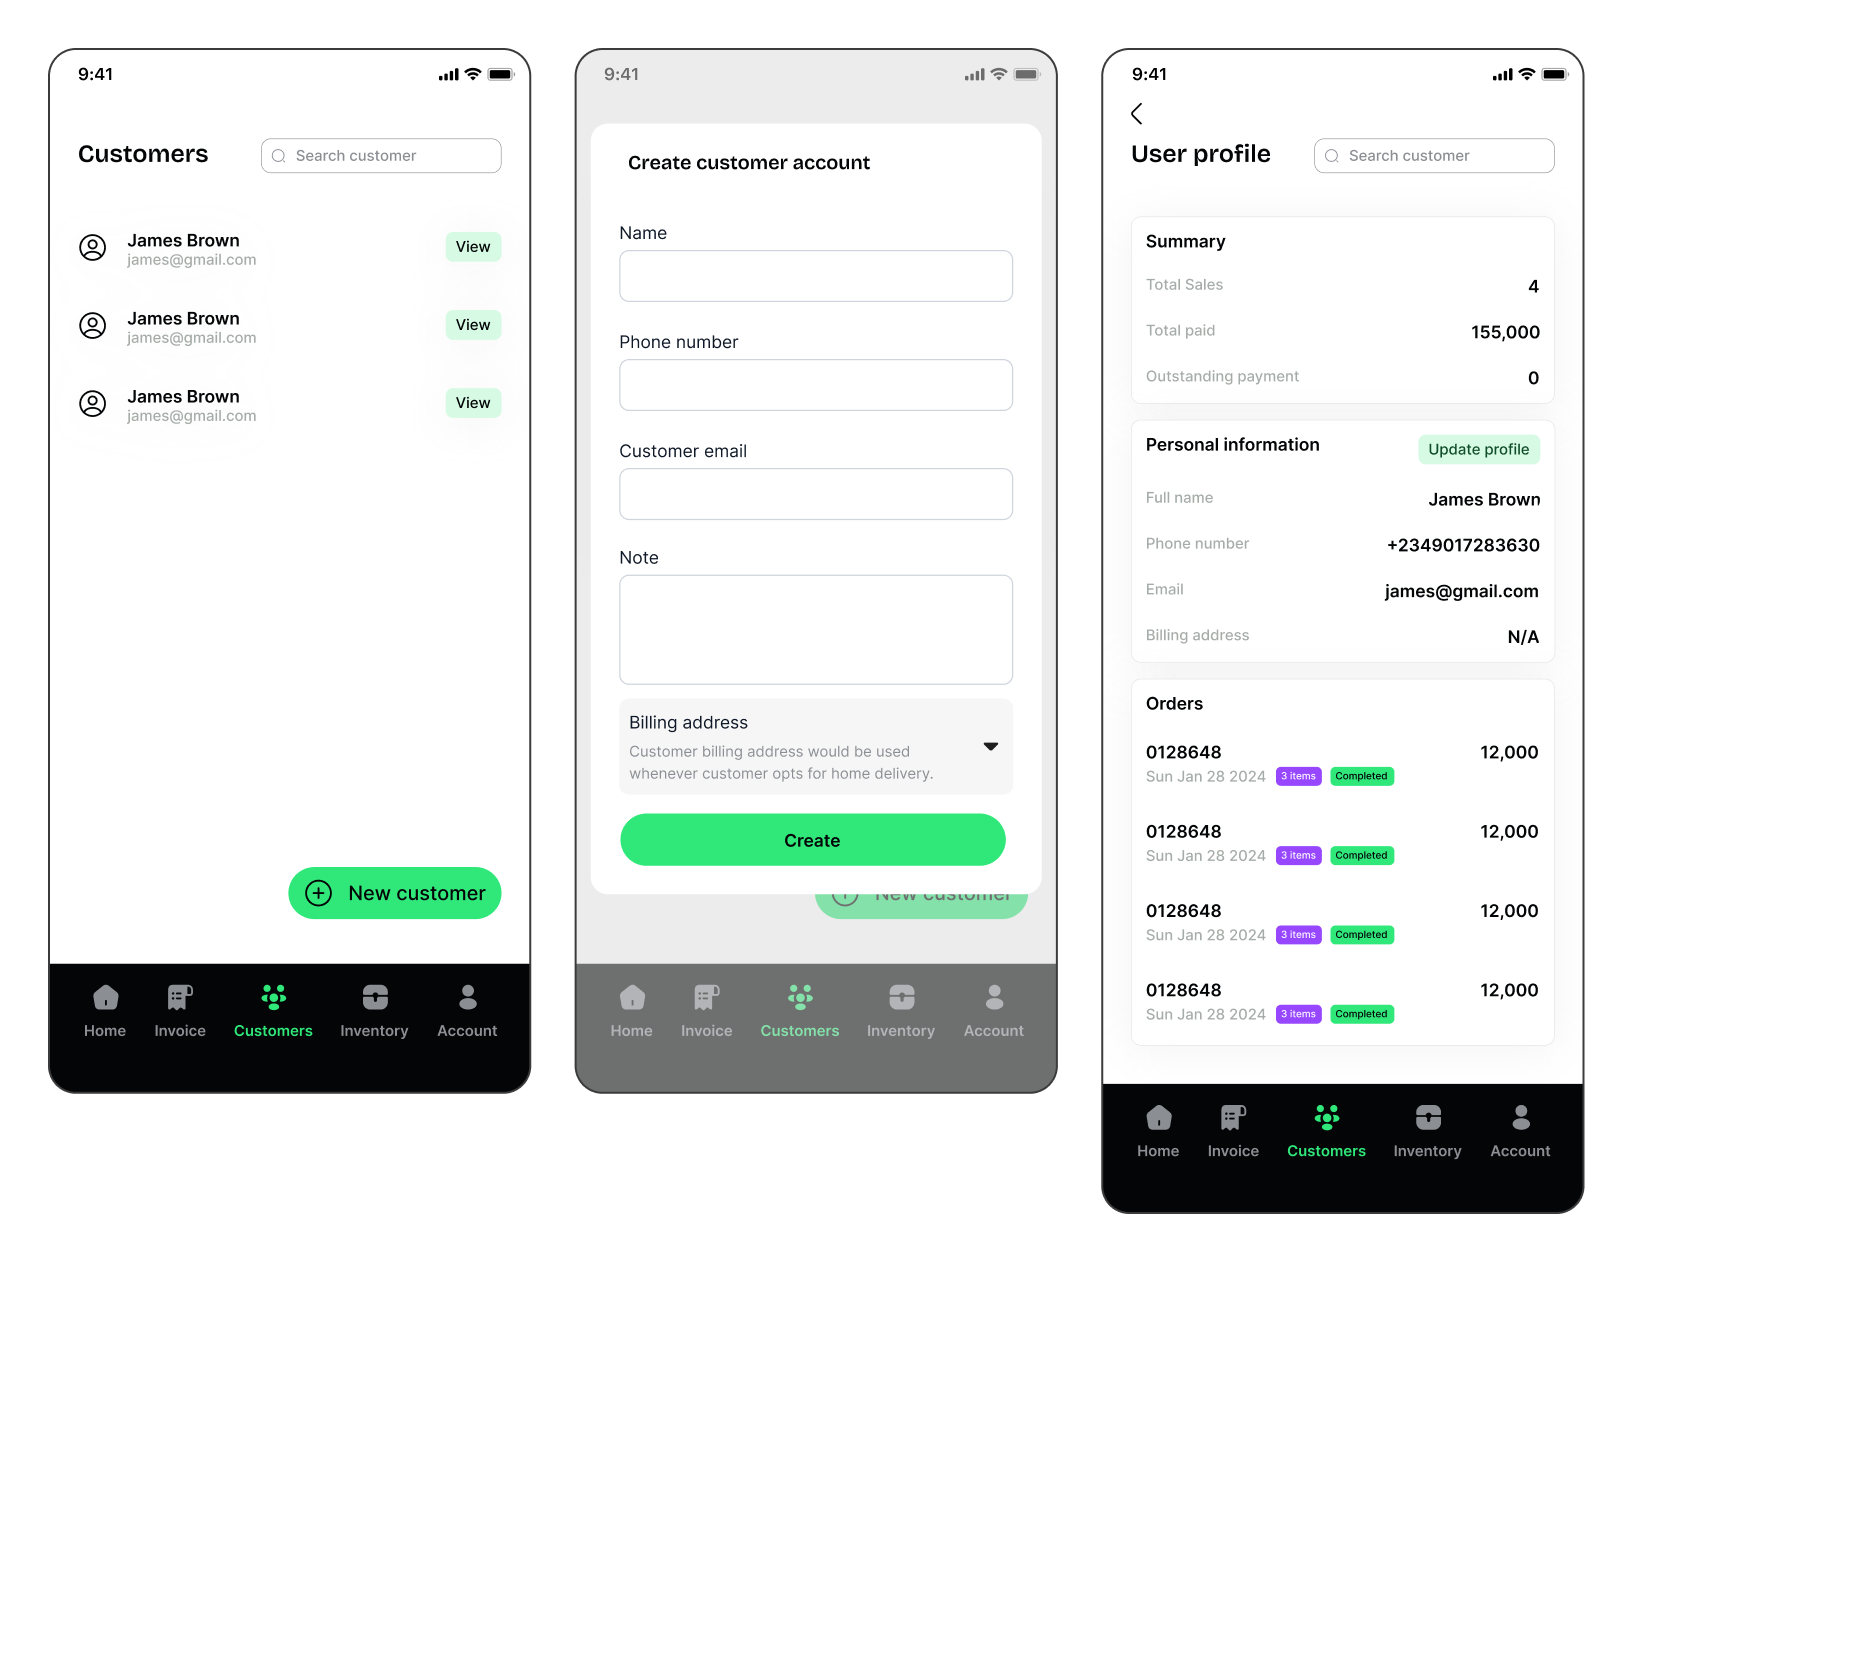 9:41
Customers
Search customer
James Brown
james@gmail.com
View
James Brown
james@gmail.com
View
James Brown
james@gmail.com
View
New customer
Home Invoice Customers Inventory Account
9:41
Create customer account
Name
Phone number
Customer email
Note
Billing address
Customer billing address would be used
whenever customer opts for home delivery.
Create
New customer
Home Invoice Customers Inventory Account
9:41
User profile
Search customer
Summary
Total Sales 4
Total paid 155,000
Outstanding payment 0
Personal information Update profile
Full name James Brown
Phone number +2349017283630
Email james@gmail.com
Billing address N/A
Orders
0128648 12,000
Sun Jan 28 2024 3 items Completed
0128648 12,000
Sun Jan 28 2024 3 items Completed
0128648 12,000
Sun Jan 28 2024 3 items Completed
0128648 12,000
Sun Jan 28 2024 3 items Completed
Home Invoice Customers Inventory Account